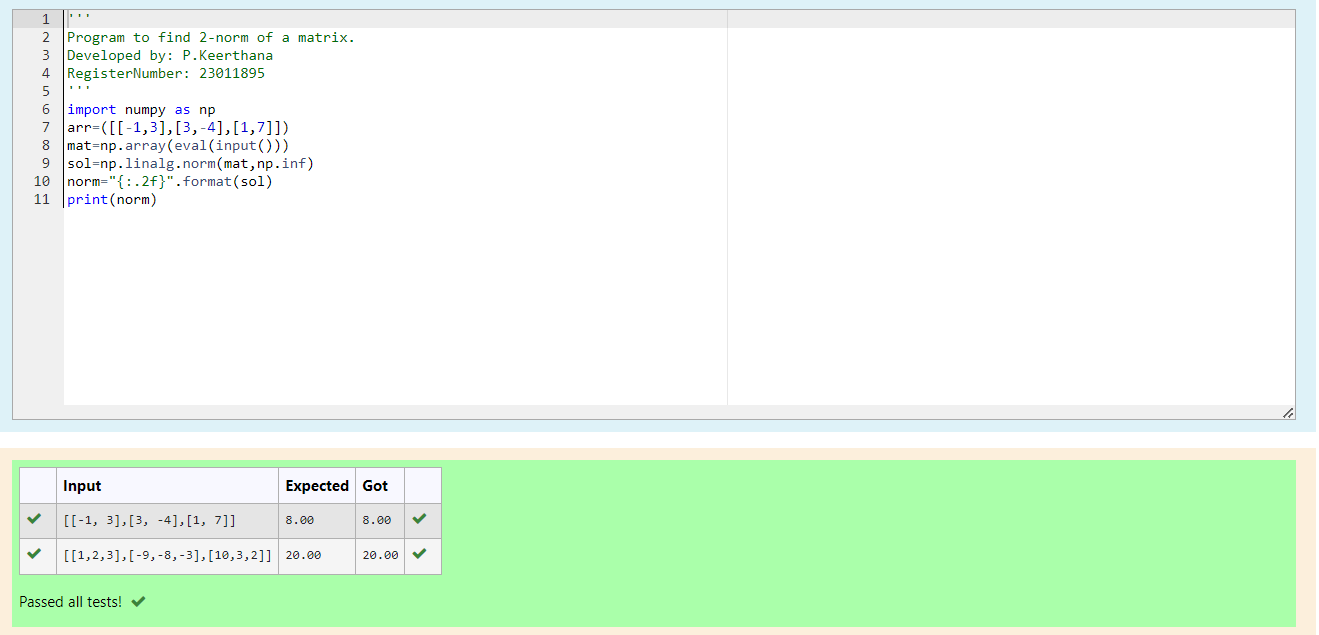 1 '''
2 Program to find 2-norm of a matrix.
3 Developed by: P.Keerthana
4 RegisterNumber: 23011895
5 '''
6 import numpy as np
7 arr=([[-1,3],[3,-4],[1,7]])
8 mat=np.array(eval(input()))
9 sol=np.linalg.norm(mat,np.inf)
10 norm="{:.2f}".format(sol)
11 print(norm)
Input Expected Got
[[-1, 3],[3, -4],[1, 7]] 8.00 8.00
[[1,2,3],[-9,-8,-3],[10,3,2]] 20.00 20.00
Passed all tests!